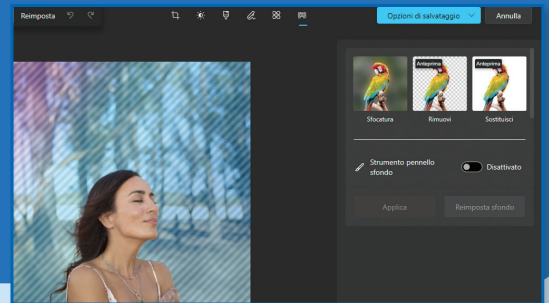 Reimposta
Opzioni di salvataggio
Annulla
Anteprima
Anteprima
Sfocatura
Rimuovi
Sostituisci
Strumento pennello
sfondo
Disattivato
Applica
Reimposta sfondo